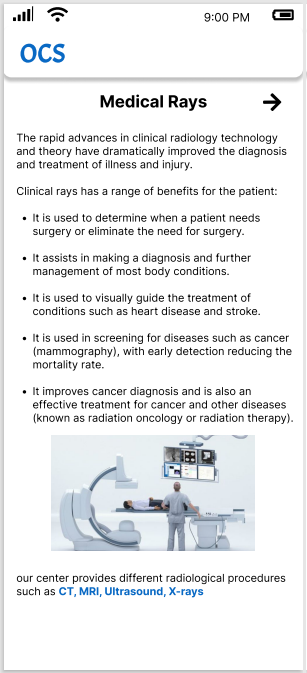 9:00 PM
OCS
Medical Rays
The rapid advances in clinical radiology technology
and theory have dramatically improved the diagnosis
and treatment of illness and injury.
Clinical rays has a range of benefits for the patient:
• It is used to determine when a patient needs
surgery or eliminate the need for surgery.
• It assists in making a diagnosis and further
management of most body conditions.
• It is used to visually guide the treatment of
conditions such as heart disease and stroke.
• It is used in screening for diseases such as cancer
(mammography), with early detection reducing the
mortality rate.
• It improves cancer diagnosis and is also an
effective treatment for cancer and other diseases
(known as radiation oncology or radiation therapy).
our center provides different radiological procedures
such as CT, MRI, Ultrasound, X-rays